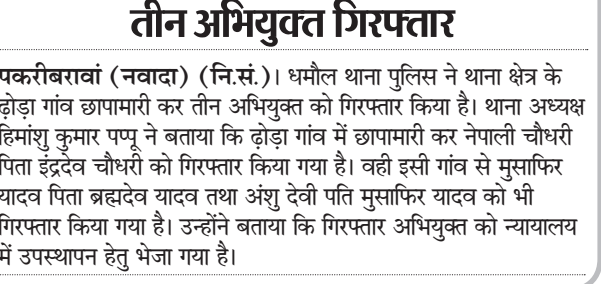 तीन अभियुक्त गिरफ्तार
पकरीबरावां (नवादा) (नि.सं.)। धमौल थाना पुलिस ने थाना क्षेत्र के
ढ़ोड़ा गांव छापामारी कर तीन अभियुक्त को गिरफ्तार किया है। थाना अध्यक्ष
हिमांशु कुमार पप्पू ने बताया कि ढ़ोड़ा गांव में छापामारी कर नेपाली चौधरी
पिता इंद्रदेव चौधरी को गिरफ्तार किया गया है। वही इसी गांव से मुसाफिर
यादव पिता ब्रह्मदेव यादव तथा अंशु देवी पति मुसाफिर यादव को भी
गिरफ्तार किया गया है। उन्होंने बताया कि गिरफ्तार अभियुक्त को न्यायालय
में उपस्थापन हेतु भेजा गया है।